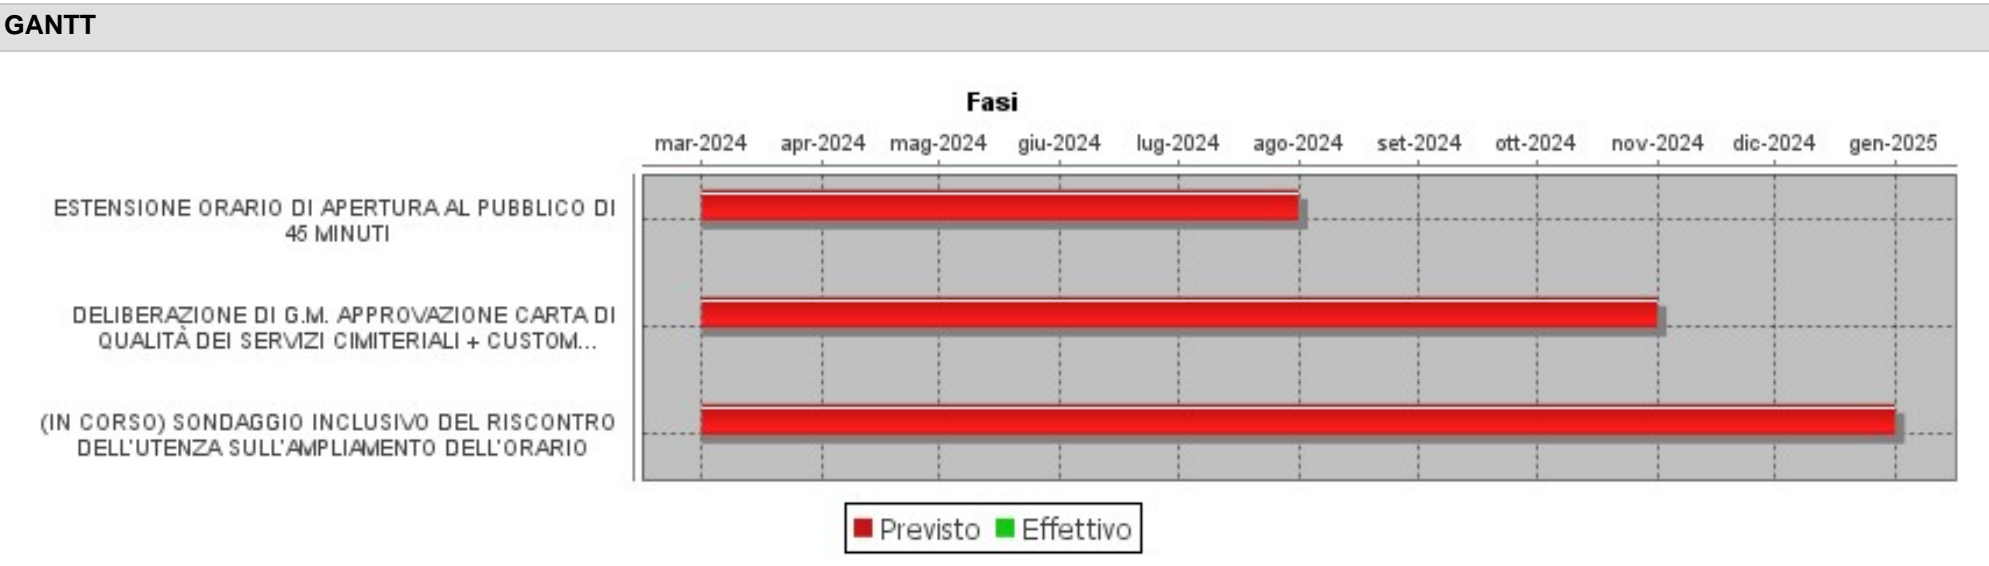 GANTT
Fasi
mar-2024 apr-2024 mag-2024 giu-2024 lug-2024 ago-2024 set-2024 ott-2024 nov-2024 dic-2024 gen-2025
ESTENSIONE ORARIO DI APERTURA AL PUBBLICO DI
45 MINUTI
DELIBERAZIONE DI G.M. APPROVAZIONE CARTA DI
QUALITÀ DEI SERVIZI CIMITERIALI + CUSTOM...
(IN CORSO) SONDAGGIO INCLUSIVO DEL RISCONTRO
DELL'UTENZA SULL'AMPLIAMENTO DELL'ORARIO
Previsto Effettivo